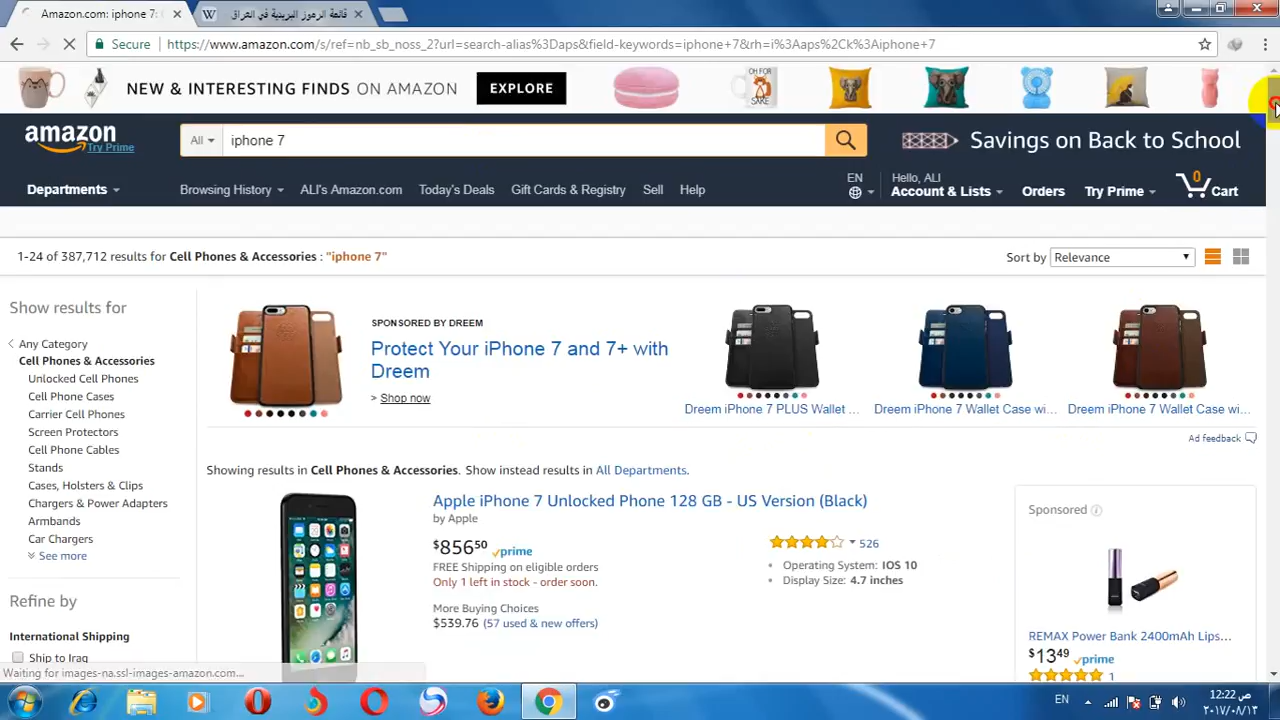 Amazon.com: iphone 7: C
قائمة الرموز البريدية في العراق
Secure
https://www.amazon.com/s/ref=nb_sb_noss_2?url=search-alias%3Daps&field-keywords=iphone+7&rh=i%3Aaps%2Ck%3Aiphone+7
NEW & INTERESTING FINDS ON AMAZON
EXPLORE
OH FOR
SAKE
amazon
Try Prime
All
iphone 7
Savings on Back to School
Departments
Browsing History
ALI's Amazon.com
Today's Deals
Gift Cards & Registry
Sell
Help
EN
Hello, ALI
Account & Lists
Orders
Try Prime
0
Cart
1-24 of 387,712 results for Cell Phones & Accessories : "iphone 7"
Sort by
Relevance
Show results for
Any Category
Cell Phones & Accessories
Unlocked Cell Phones
Cell Phone Cases
Carrier Cell Phones
Screen Protectors
Cell Phone Cables
Stands
Cases, Holsters & Clips
Chargers & Power Adapters
Armbands
Car Chargers
See more
Refine by
International Shipping
Ship to Iraq
SPONSORED BY DREEM
Protect Your iPhone 7 and 7+ with
Dreem
> Shop now
Dreem iPhone 7 PLUS Wallet ...
Dreem iPhone 7 Wallet Case wi...
Dreem iPhone 7 Wallet Case wi...
Ad feedback
Showing results in Cell Phones & Accessories. Show instead results in All Departments.
Apple iPhone 7 Unlocked Phone 128 GB - US Version (Black)
by Apple
$856.50 prime
FREE Shipping on eligible orders
Only 1 left in stock - order soon.
More Buying Choices
$539.76 (57 used & new offers)
526
• Operating System: IOS 10
• Display Size: 4.7 inches
Sponsored
REMAX Power Bank 2400mAh Lips...
$13.49 prime
1
Waiting for images-na.ssl-images-amazon.com...
EN
ص 12:22
٢٠١٧/٠٨/١٣